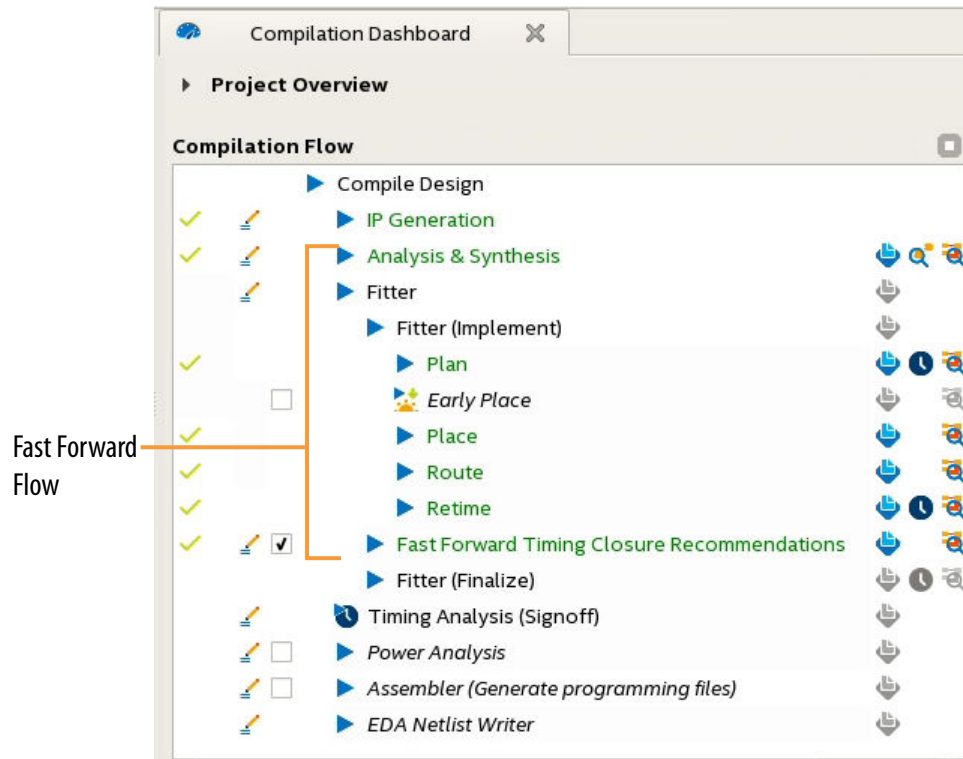 Compilation Dashboard
Project Overview
Compilation Flow
Compile Design
IP Generation
Analysis & Synthesis
Fitter
Fitter (Implement)
Plan
Early Place
Place
Route
Retime
Fast Forward Timing Closure Recommendations
Fitter (Finalize)
Timing Analysis (Signoff)
Power Analysis
Assembler (Generate programming files)
EDA Netlist Writer
Fast Forward
Flow